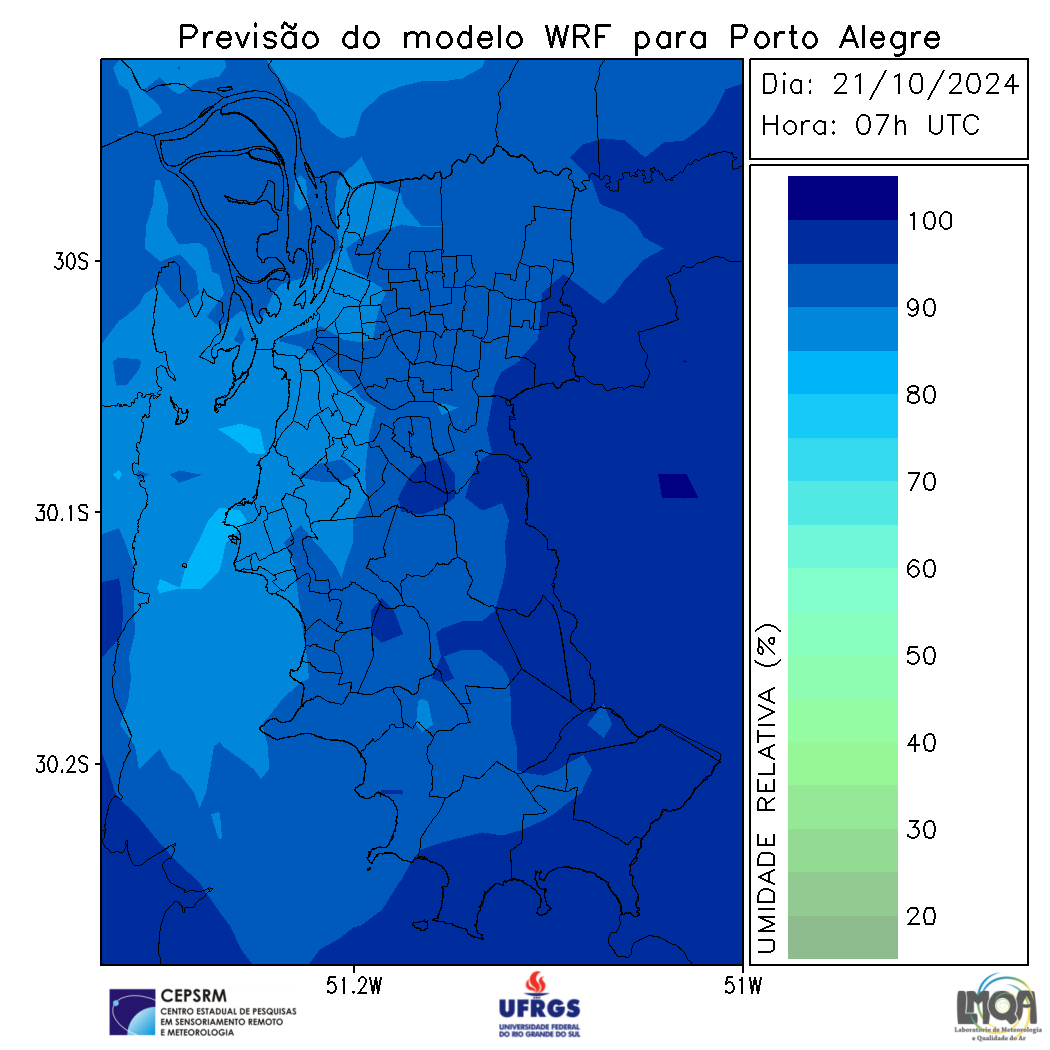 Previsão do modelo WRF para Porto Alegre
Dia: 21/10/2024
Hora: 07h UTC
30S
30.1S
30.2S
51.2W
51W
100
90
80
70
60
50
40
30
20
UMIDADE RELATIVA (%)
CEPSRM
CENTRO ESTADUAL DE PESQUISAS
EM SENSORIAMENTO REMOTO
E METEOROLOGIA
UFRGS
UNIVERSIDADE FEDERAL
DO RIO GRANDE DO SUL
LMQA
Laboratório de Meteorologia
e Qualidade do Ar